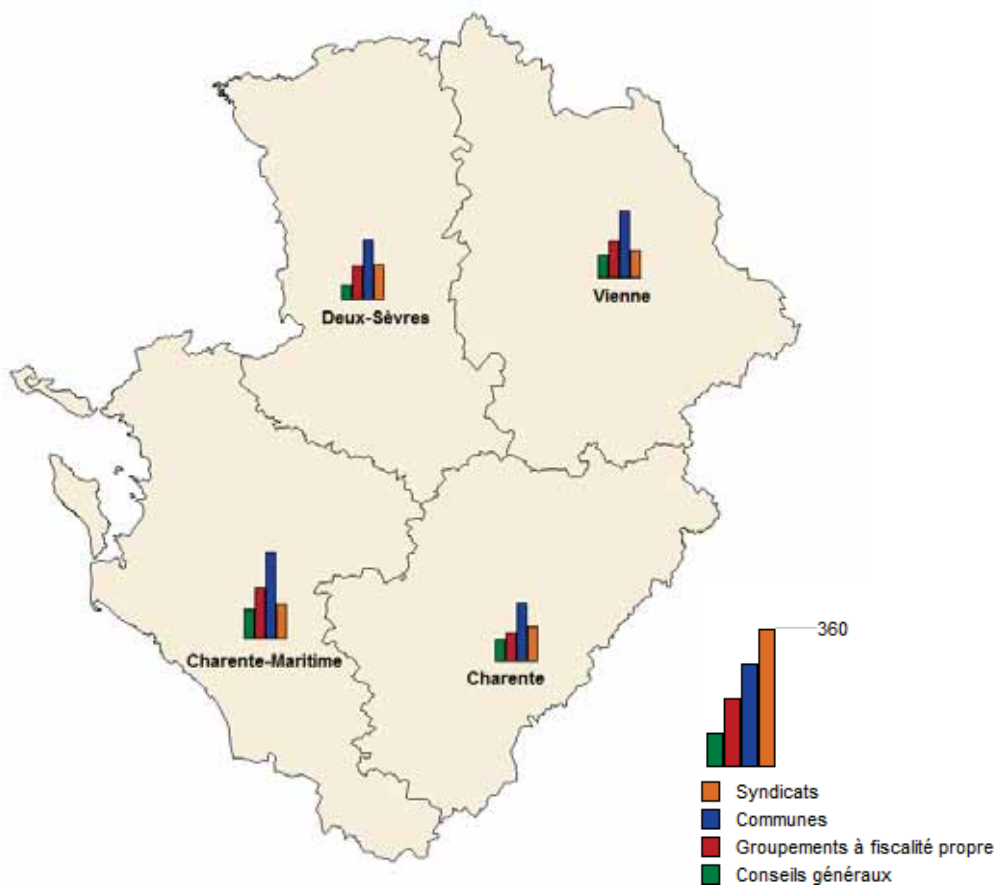 Vienne
Deux-Sèvres
Charente-Maritime
Charente
360
Syndicats
Communes
Groupements à fiscalité propre
Conseils généraux